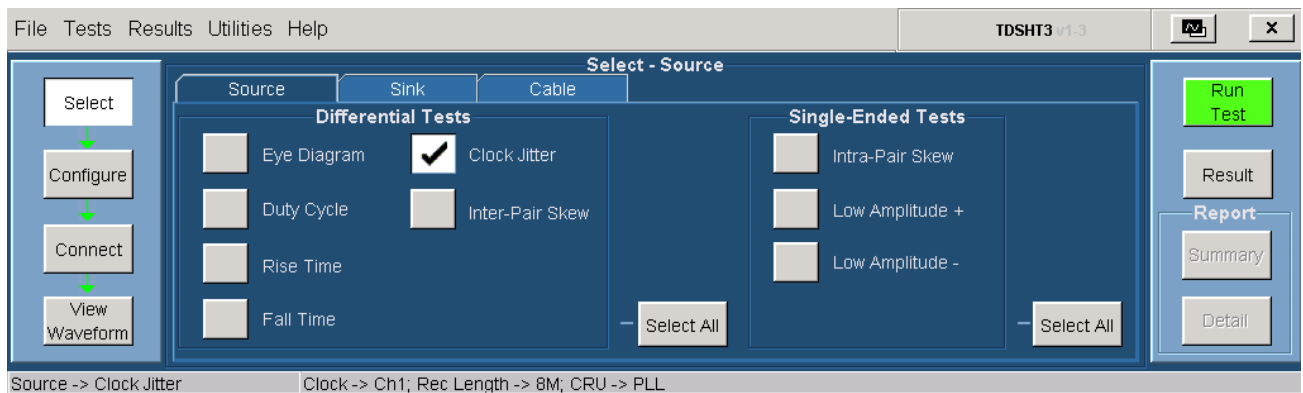 File Tests Results Utilities Help TDSHT3 v1-3 x
Select - Source
Source Sink Cable
Select
Configure
Connect
View
Waveform
Differential Tests
Eye Diagram
Clock Jitter
Duty Cycle
Inter-Pair Skew
Rise Time
Fall Time
Select All
Single-Ended Tests
Intra-Pair Skew
Low Amplitude +
Low Amplitude -
Select All
Run
Test
Result
Report
Summary
Detail
Source -> Clock Jitter Clock -> Ch1; Rec Length -> 8M; CRU -> PLL